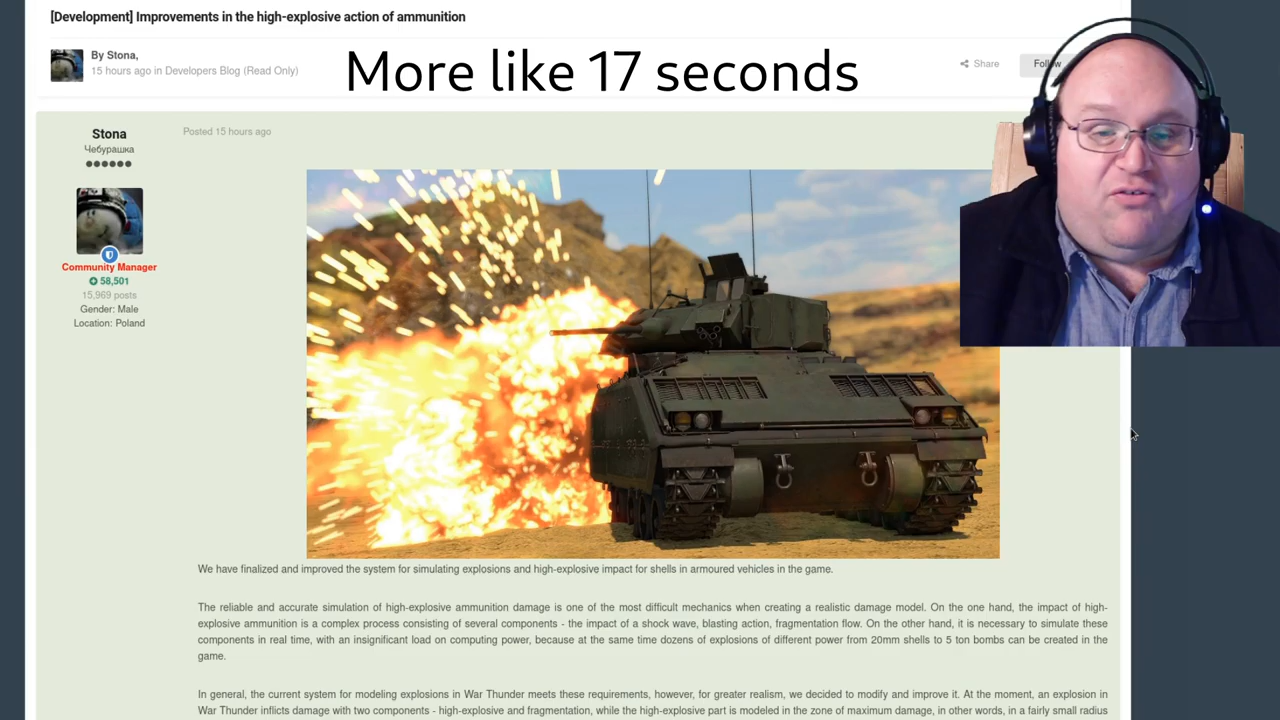 [Development] Improvements in the high-explosive action of ammunition
By Stona,
15 hours ago in Developers Blog (Read Only)
More like 17 seconds
Share
Follow
Stona
Чебурашка
Community Manager
58,501
15,969 posts
Gender: Male
Location: Poland
Posted 15 hours ago
We have finalized and improved the system for simulating explosions and high-explosive impact for shells in armoured vehicles in the game.
The reliable and accurate simulation of high-explosive ammunition damage is one of the most difficult mechanics when creating a realistic damage model. On the one hand, the impact of high-
explosive ammunition is a complex process consisting of several components - the impact of a shock wave, blasting action, fragmentation flow. On the other hand, it is necessary to simulate these
components in real time, with an insignificant load on computing power, because at the same time dozens of explosions of different power from 20mm shells to 5 ton bombs can be created in the
game.
In general, the current system for modeling explosions in War Thunder meets these requirements, however, for greater realism, we decided to modify and improve it. At the moment, an explosion in
War Thunder inflicts damage with two components - high-explosive and fragmentation, while the high-explosive part is modeled in the zone of maximum damage, in other words, in a fairly small radius